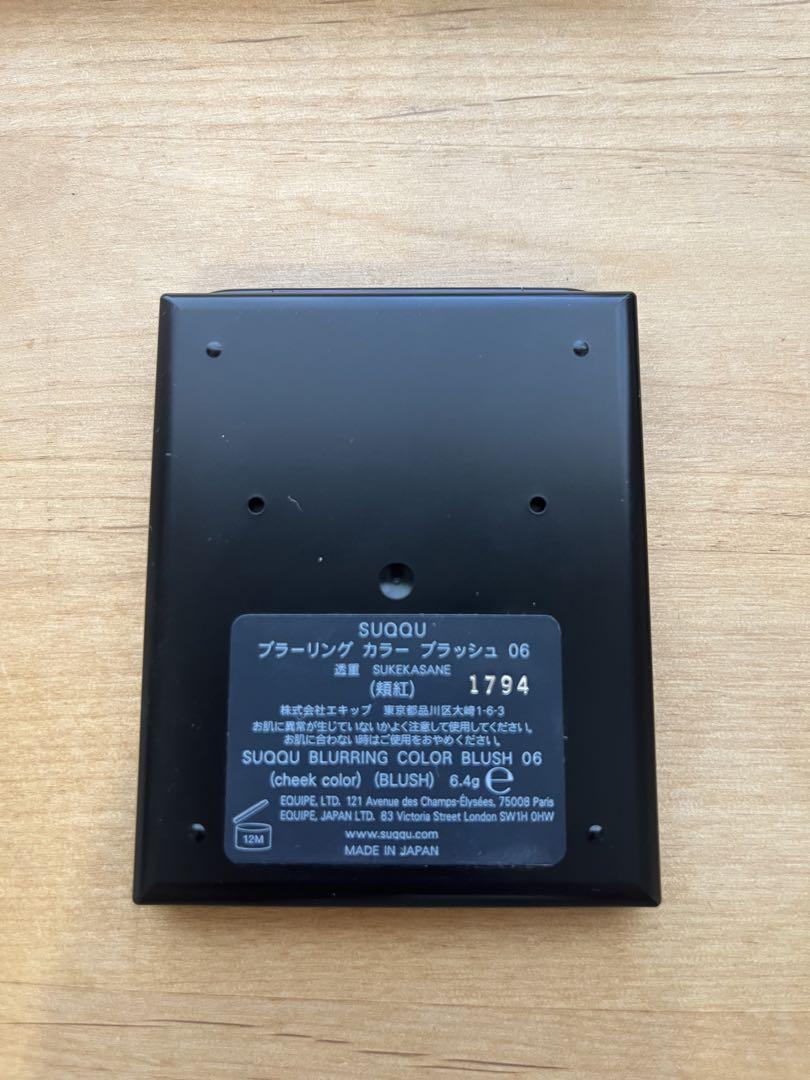 SUQQU
ブラーリング カラー ブラッシュ 06
透重 SUKEKASANE
(頬紅) 1794
株式会社エキップ 東京都品川区大崎1-6-3
お肌に異常が生じていないかよく注意して使用してください。
お肌に合わない時はご使用をおやめください。
SUQQU BLURRING COLOR BLUSH 06
(cheek color) (BLUSH) 6.4g ℮
EQUIPE, LTD. 121 Avenue des Champs-Élysées, 75008 Paris
EQUIPE, JAPAN LTD. 83 Victoria Street London SW1H 0HW
12M
www.suqqu.com
MADE IN JAPAN